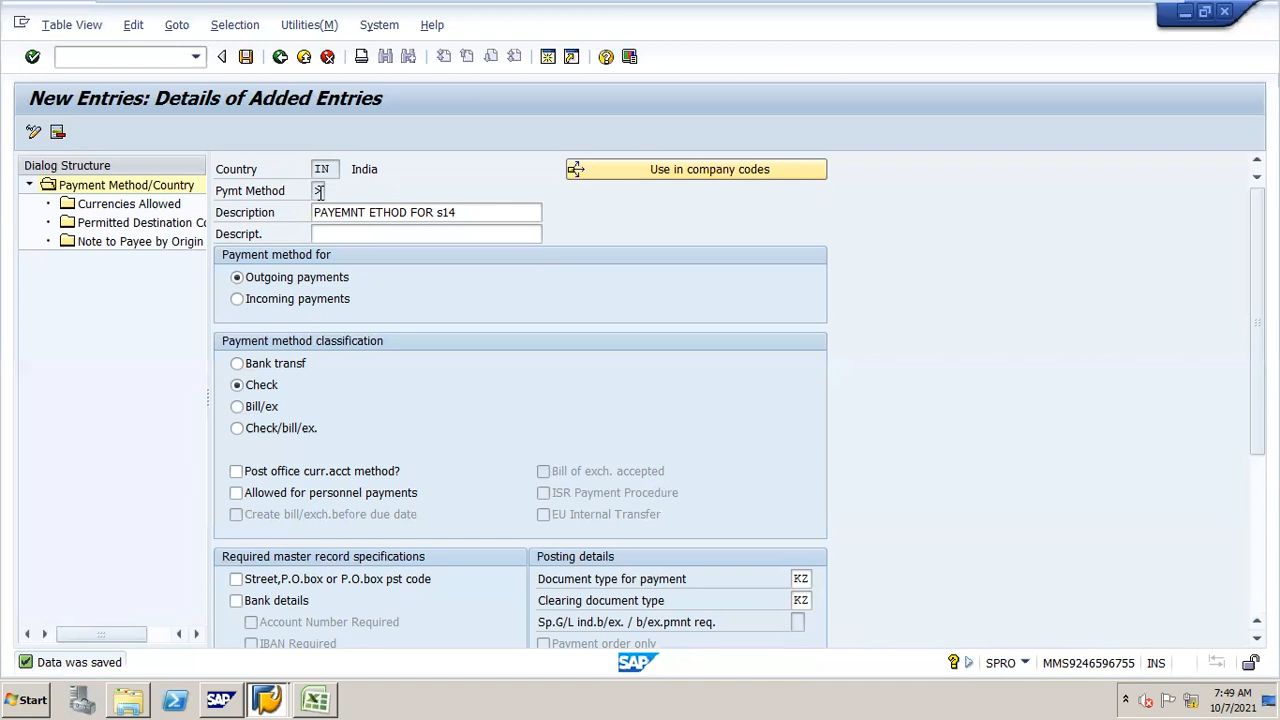 Table View Edit Goto Selection Utilities(M) System Help
New Entries: Details of Added Entries
Dialog Structure
Payment Method/Country
Currencies Allowed
Permitted Destination Co
Note to Payee by Origin
Country IN India
Use in company codes
Pymt Method >
Description PAYEMNT ETHOD FOR s14
Descript.
Payment method for
Outgoing payments
Incoming payments
Payment method classification
Bank transf
Check
Bill/ex
Check/bill/ex.
Post office curr.acct method? Bill of exch. accepted
Allowed for personnel payments ISR Payment Procedure
Create bill/exch.before due date EU Internal Transfer
Required master record specifications Posting details
Street,P.O.box or P.O.box pst code Document type for payment KZ
Bank details Clearing document type KZ
Account Number Required Sp.G/L ind.b/ex. / b/ex.pmnt req.
IBAN Required Payment order only
Data was saved SAP SPRO MMS9246596755 INS
Start SAP 7:49 AM
10/7/2021